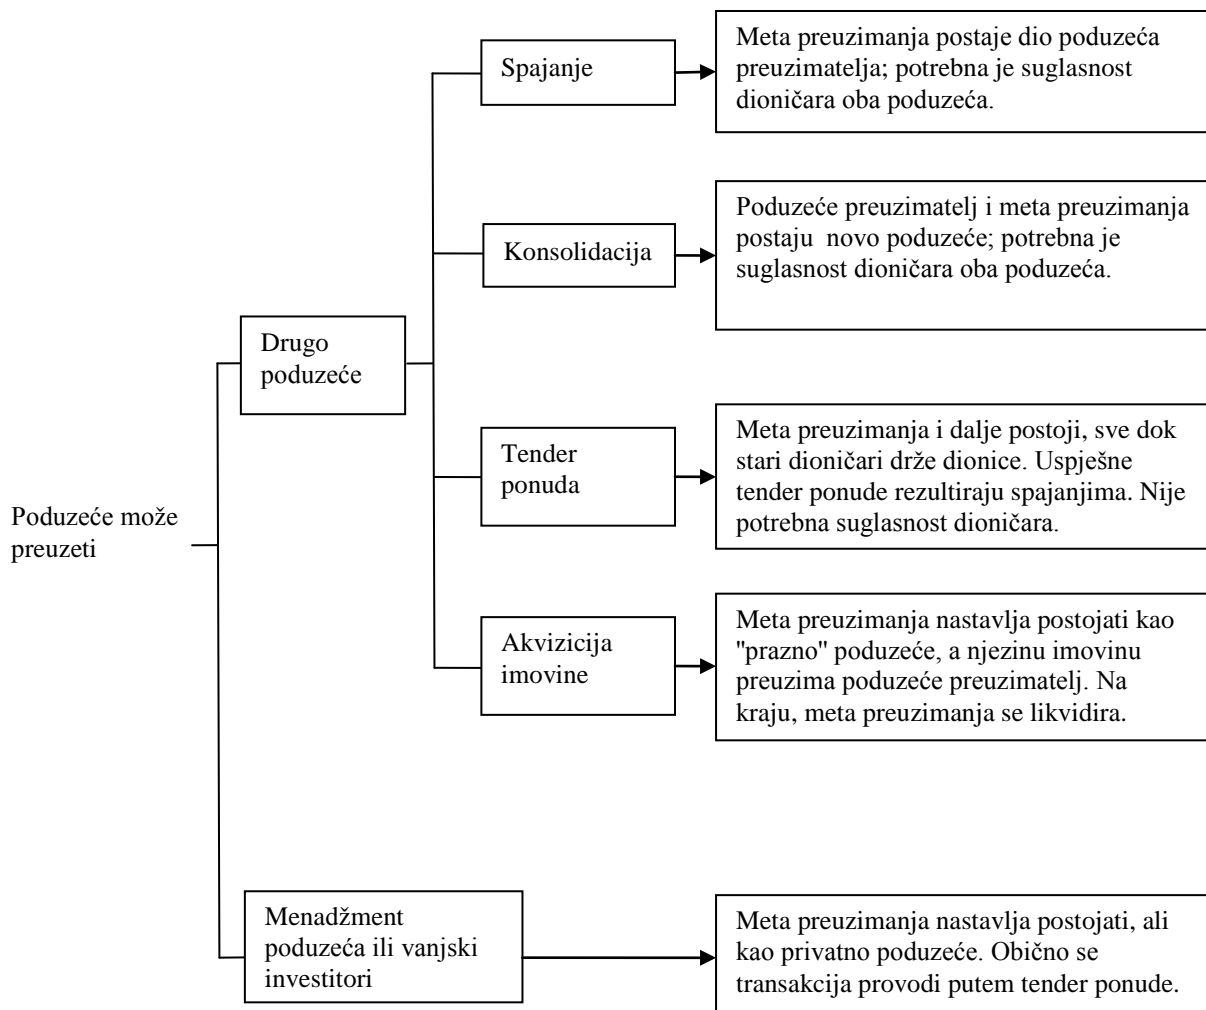 Spajanje
Meta preuzimanja postaje dio poduzeća
preuzimatelja; potrebna je suglasnost
dioničara oba poduzeća.
Konsolidacija
Poduzeće preuzimatelj i meta preuzimanja
postaju novo poduzeće; potrebna je
suglasnost dioničara oba poduzeća.
Drugo
poduzeće
Tender
ponuda
Meta preuzimanja i dalje postoji, sve dok
stari dioničari drže dionice. Uspješne
tender ponude rezultiraju spajanjima. Nije
potrebna suglasnost dioničara.
Poduzeće može
preuzeti
Akvizicija
imovine
Meta preuzimanja nastavlja postojati kao
"prazno" poduzeće, a njezinu imovinu
preuzima poduzeće preuzimatelj. Na
kraju, meta preuzimanja se likvidira.
Menadžment
poduzeća ili vanjski
investitori
Meta preuzimanja nastavlja postojati, ali
kao privatno poduzeće. Obično se
transakcija provodi putem tender ponude.